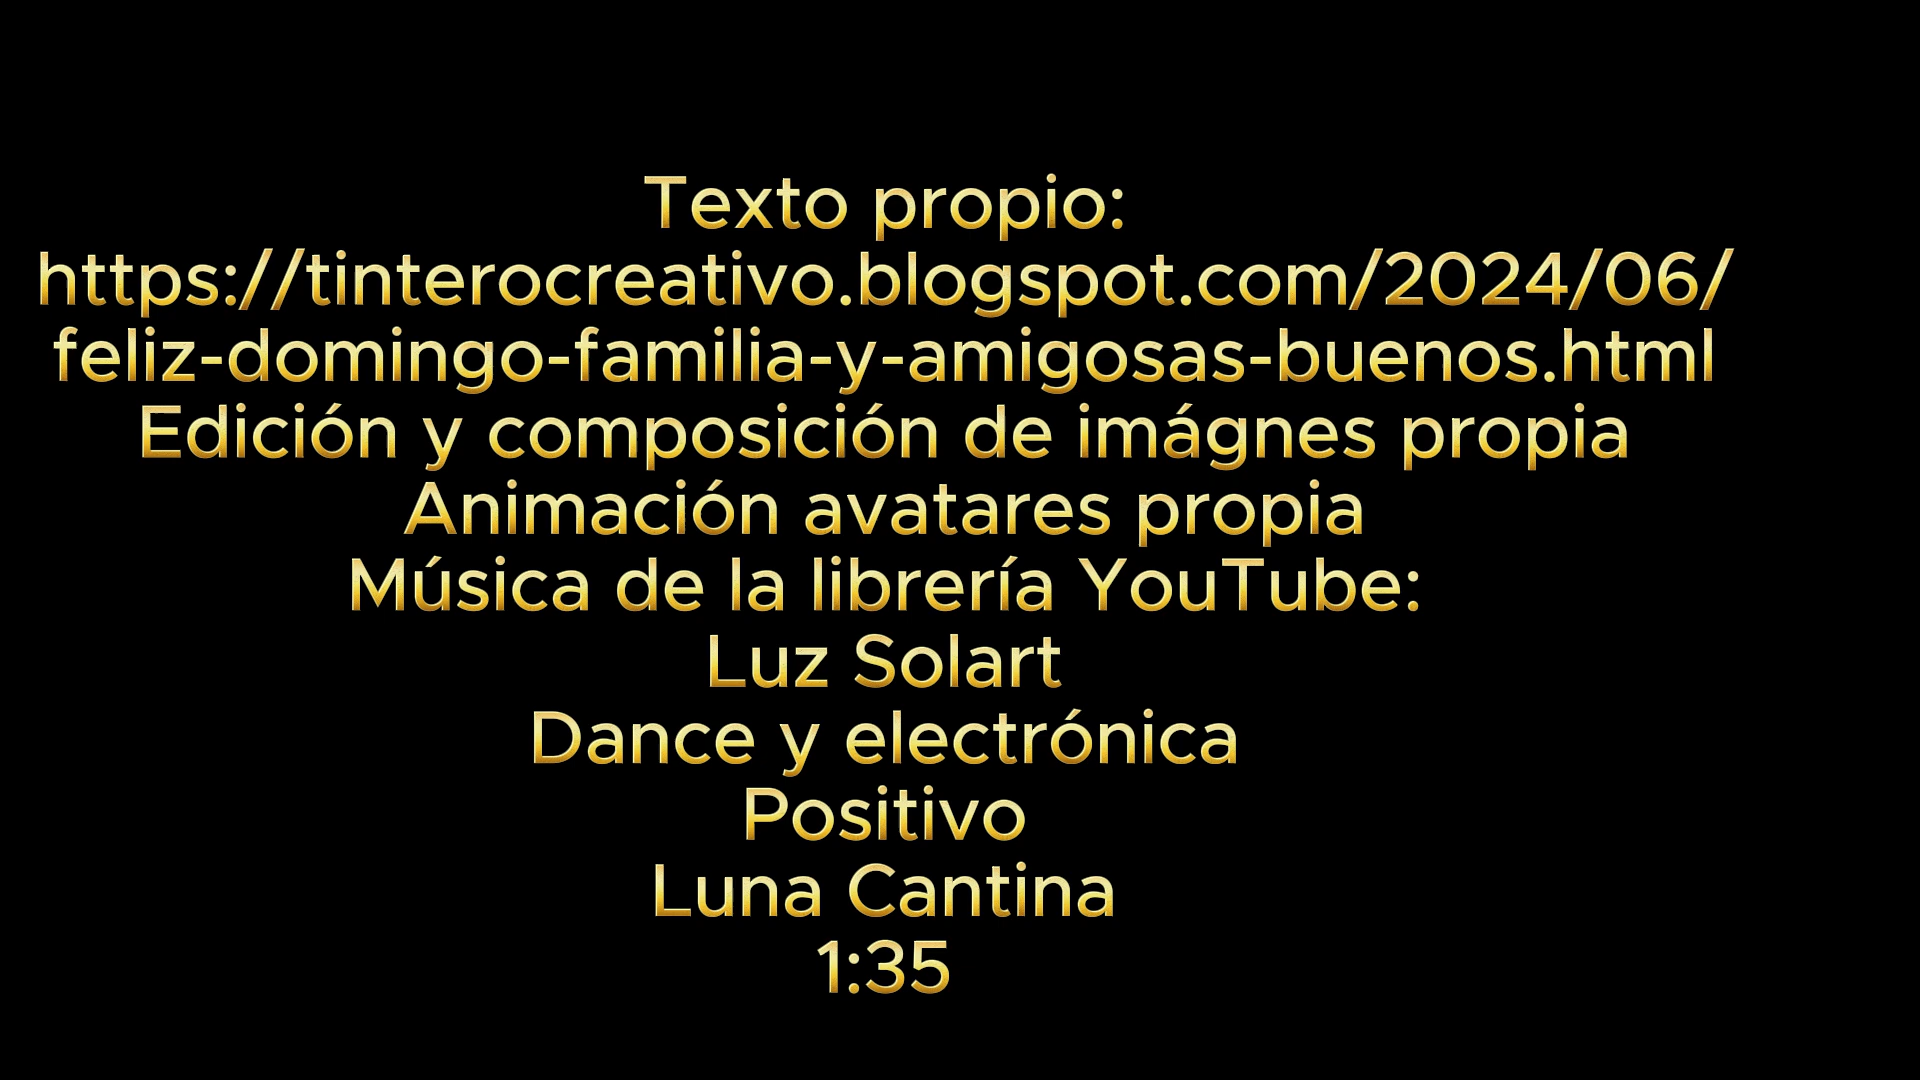 Texto propio:
https://tinterocreativo.blogspot.com/2024/06/
feliz-domingo-familia-y-amigosas-buenos.html
Edición y composición de imágnes propia
Animación avatares propia
Música de la librería YouTube:
Luz Solart
Dance y electrónica
Positivo
Luna Cantina
1:35